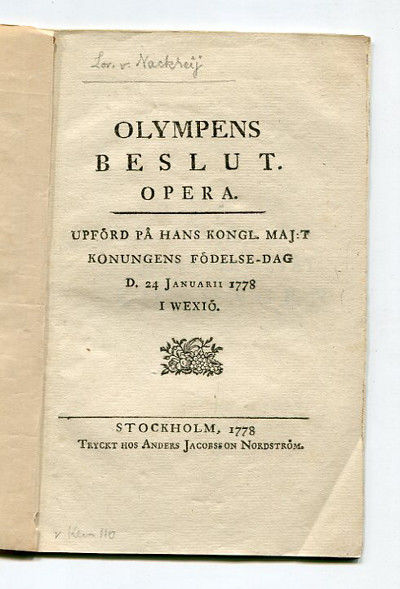 Lor. v. Nackreij
OLYMPENS
BESLUT.
OPERA.
UPFÖRD PÅ HANS KONGL. MAJ:T
KONUNGENS FÖDELSE-DAG
D. 24 JANUARII 1778
I WEXIÖ.
STOCKHOLM, 1778
TRYCKT HOS ANDERS JACOBSSON NORDSTRÖM.